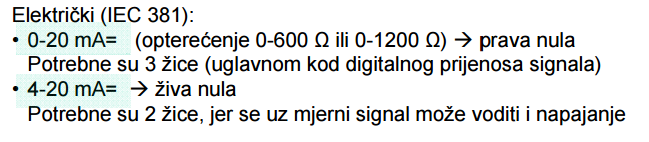 Električki (IEC 381):
• 0-20 mA= (opterećenje 0-600 Ω ili 0-1200 Ω) → prava nula
Potrebne su 3 žice (uglavnom kod digitalnog prijenosa signala)
• 4-20 mA= → živa nula
Potrebne su 2 žice, jer se uz mjerni signal može voditi i napajanje